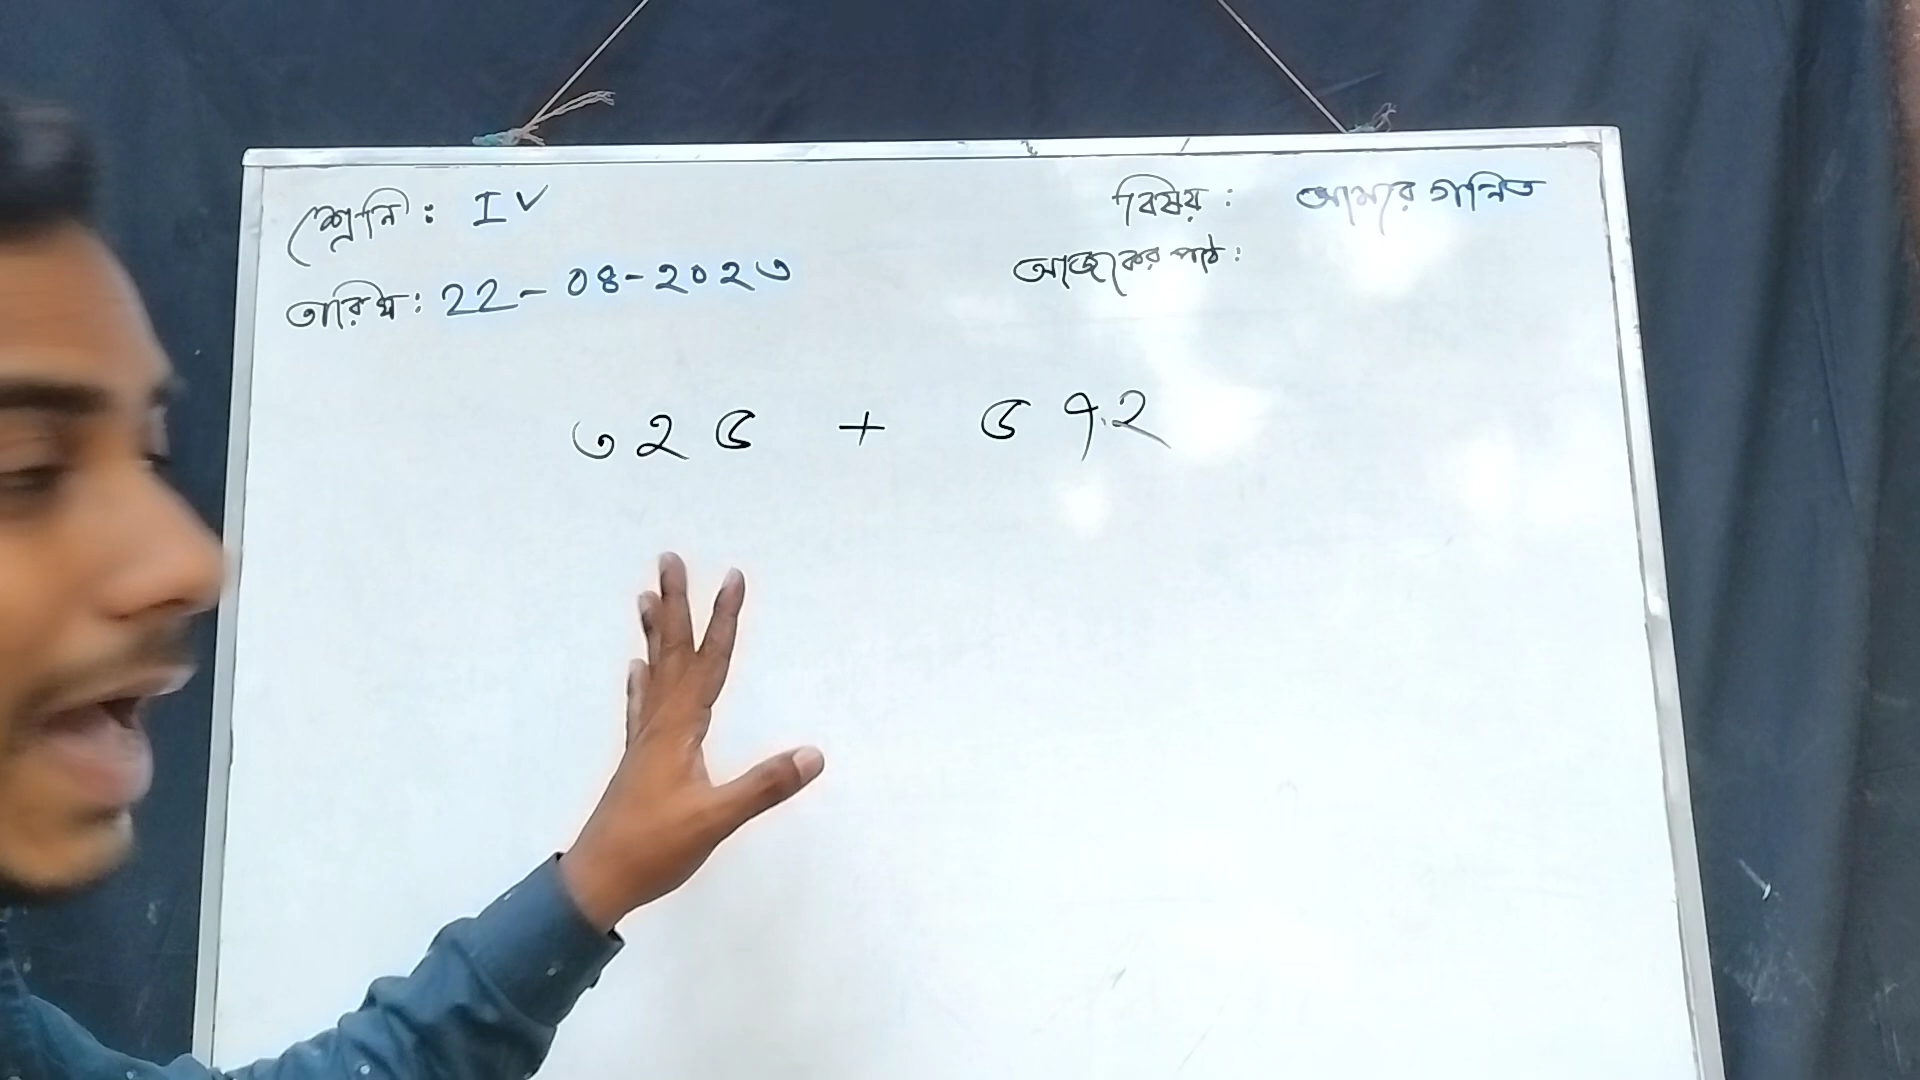 শ্রেনি: IV
বিষয়: আমার গনিত
তারিখ: 22-08-২০২৩
আজকের পাঠ:
৩২৫ + ৫৭২